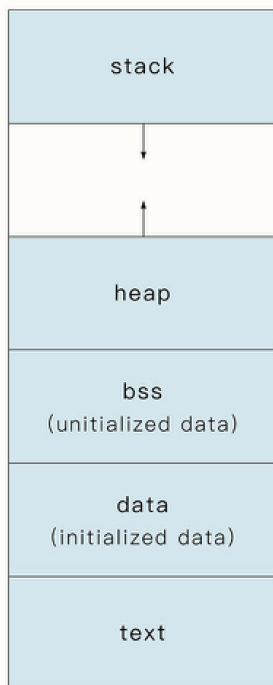 stack
heap
bss
(unitialized data)
data
(initialized data)
text